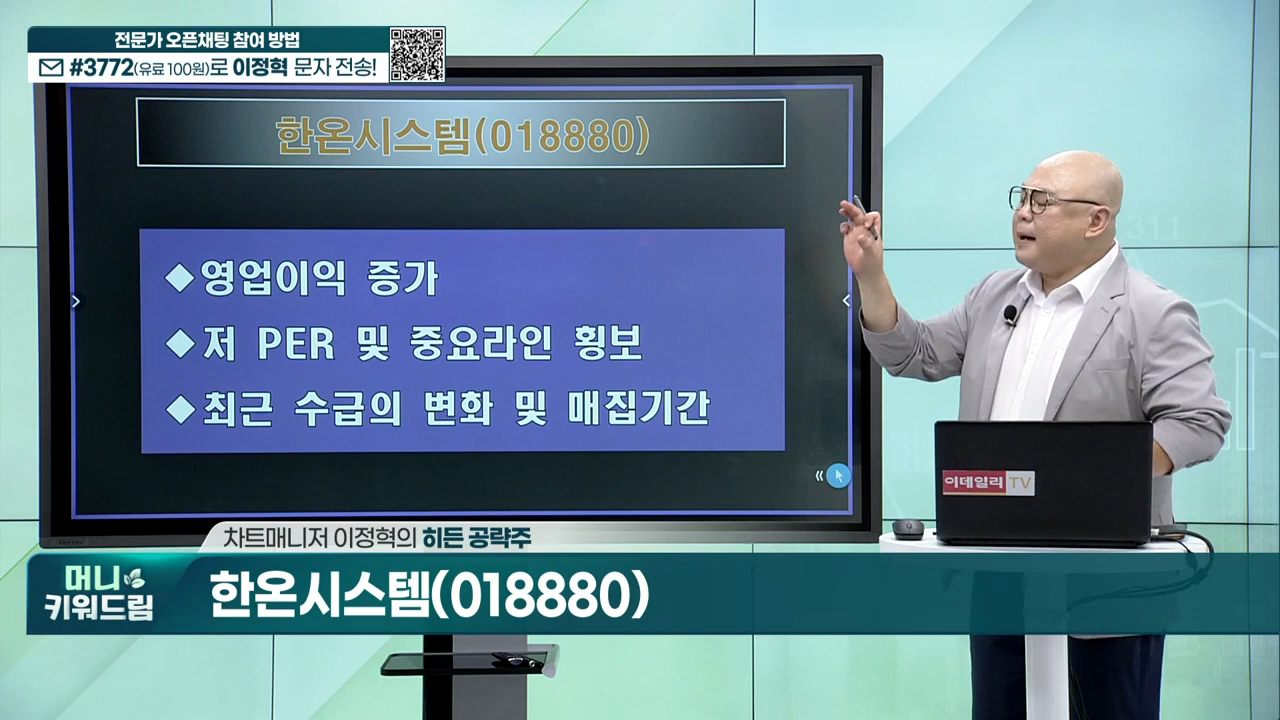 전문가 오픈채팅 참여 방법
#3772(유료 100원)로 이정혁 문자 전송!
한온시스템(018880)
◆영업이익 증가
◆저 PER 및 중요라인 횡보
◆최근 수급의 변화 및 매집기간
이데일리 TV
차트매니저 이정혁의 히든 공략주
머니
키워드림
한온시스템(018880)